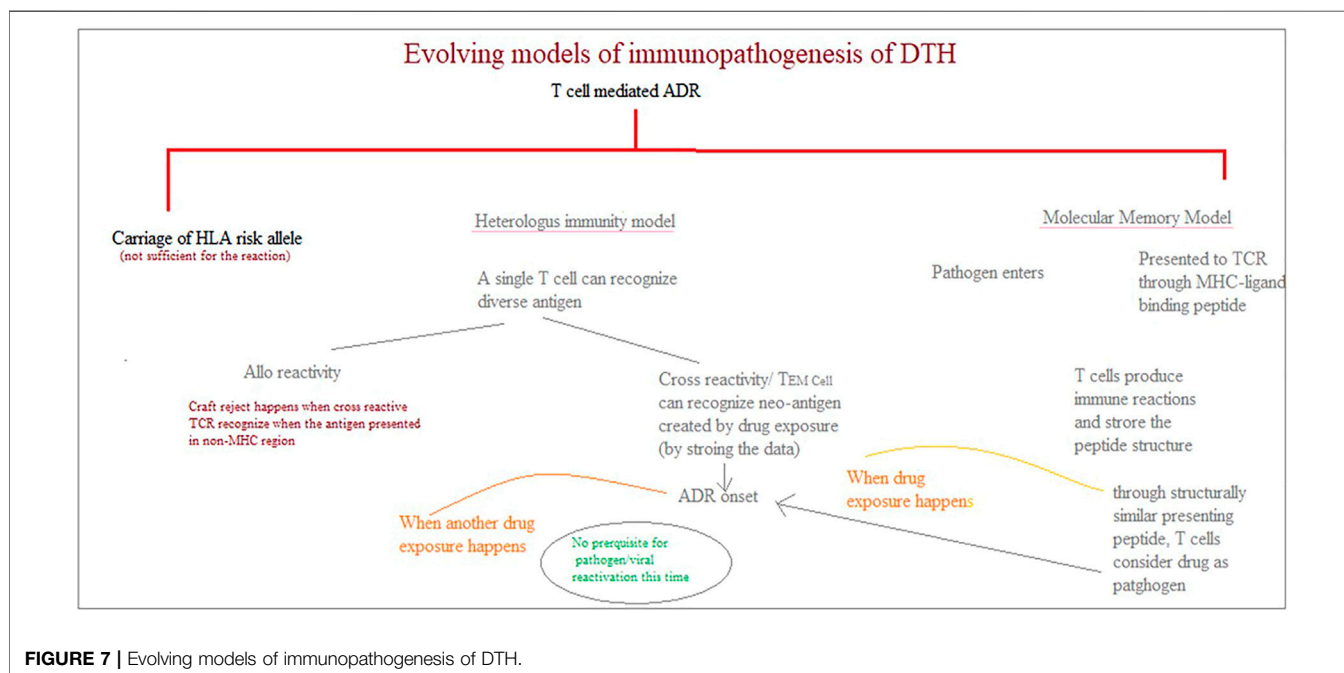 Evolving models of immunopathogenesis of DTH
T cell mediated ADR
Carriage of HLA risk allele
(not sufficient for the reaction)
Heterologus immunity model
A single T cell can recognize
diverse antigen
Allo reactivity
Craft reject happens when cross reactive
TCR recognize when the antigen presented
in non-MHC region
Cross reactivity/ TEM Cell
can recognize neo-antigen
created by drug exposure
(by stroing the data)
ADR onset
When another drug
exposure happens
No prerquisite for
pathogen/viral
reactivation this time
Molecular Memory Model
Pathogen enters
Presented to TCR
through MHC-ligand
binding peptide
T cells produce
immune reactions
and strore the
peptide structure
When drug
exposure happens
through structurally
similar presenting
peptide, T cells
consider drug as
patghogen
FIGURE 7 | Evolving models of immunopathogenesis of DTH.